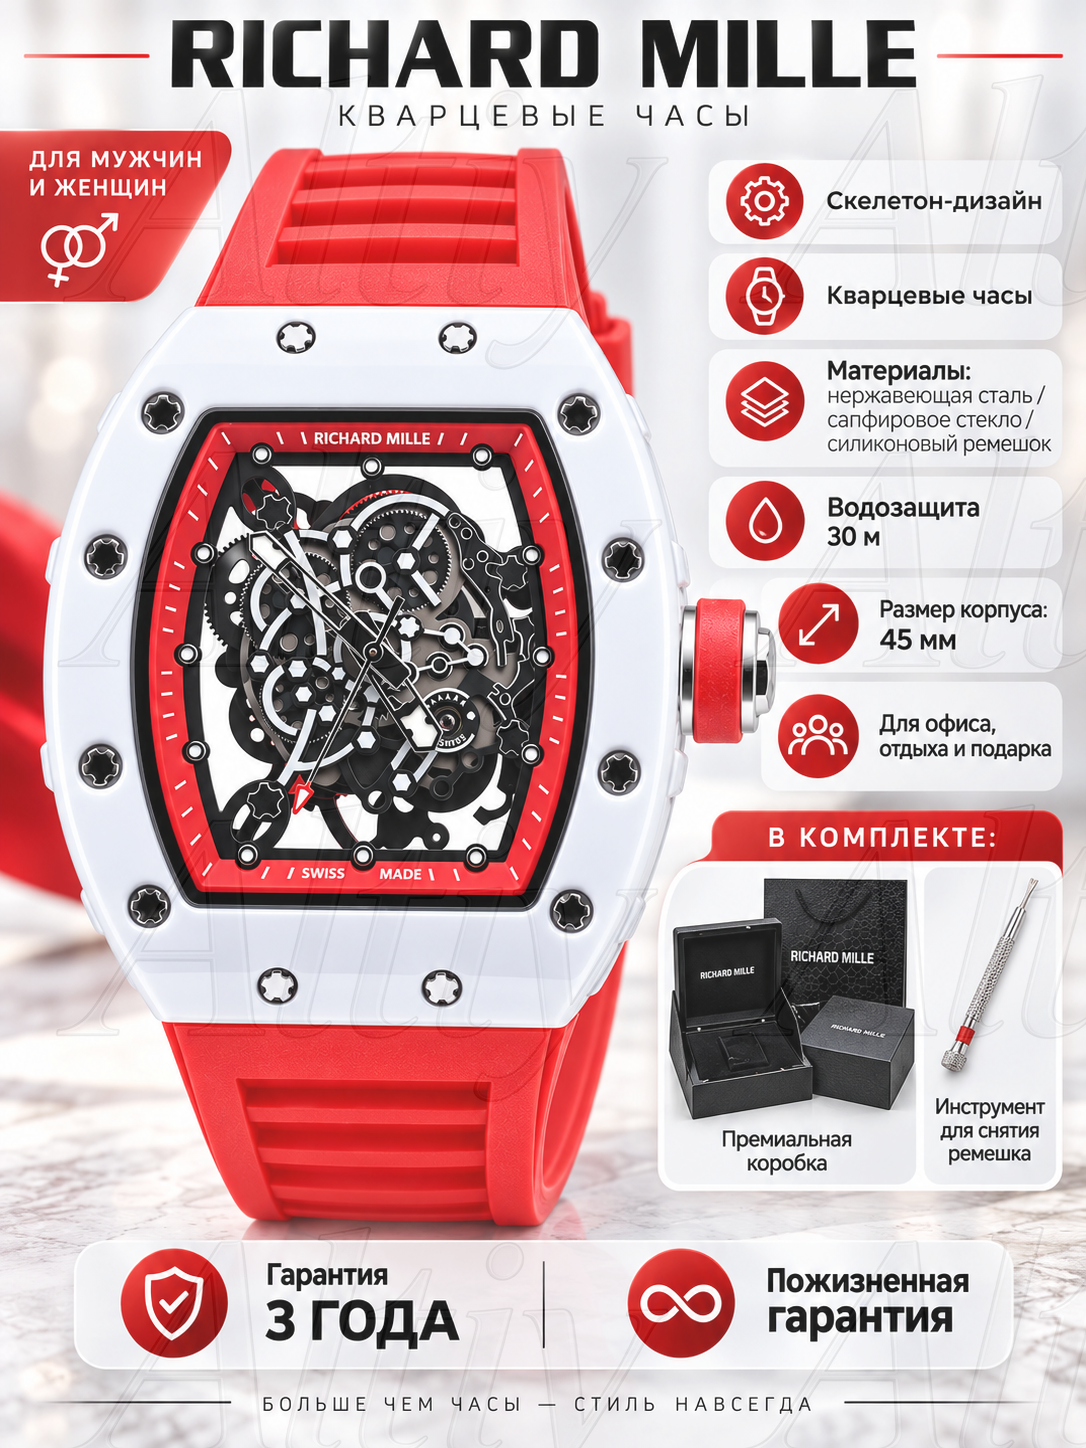 RICHARD MILLE
КВАРЦЕВЫЕ ЧАСЫ
ДЛЯ МУЖЧИН
И ЖЕНЩИН
Скелетон-дизайн
Кварцевые часы
Материалы:
нержавеющая сталь /
сапфировое стекло /
силиконовый ремешок
Водозащита
30 м
Размер корпуса:
45 мм
Для офиса,
отдыха и подарка
RICHARD MILLE
SWISS MADE
В КОМПЛЕКТЕ:
RICHARD MILLE
RICHARD MILLE
RICHARD MILLE
Премиальная
коробка
Инструмент
для снятия
ремешка
Гарантия
3 ГОДА
Пожизненная
гарантия
БОЛЬШЕ ЧЕМ ЧАСЫ — СТИЛЬ НАВСЕГДА